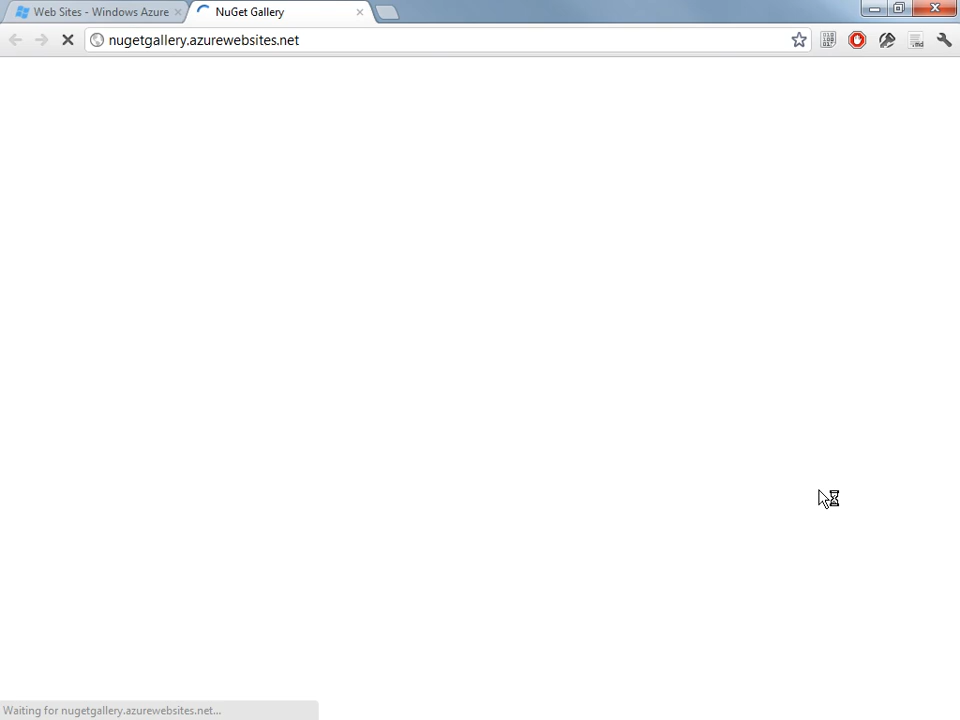 Web Sites - Windows Azure
NuGet Gallery
nugetgallery.azurewebsites.net
Waiting for nugetgallery.azurewebsites.net...